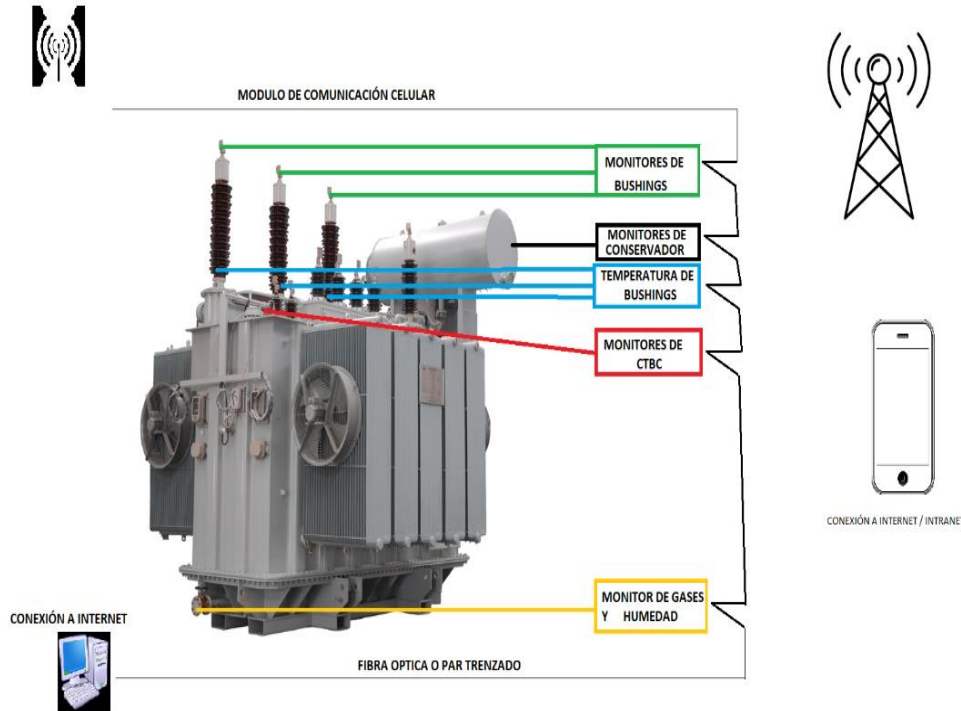 MODULO DE COMUNICACIÓN CELULAR
MONITORES DE
BUSHINGS
MONITORES DE
CONSERVADOR
TEMPERATURA DE
BUSHINGS
MONITORES DE
CTBC
CONEXIÓN A INTERNET / INTRANE
MONITOR DE GASES
Y HUMEDAD
CONEXIÓN A INTERNET
FIBRA OPTICA O PAR TRENZADO